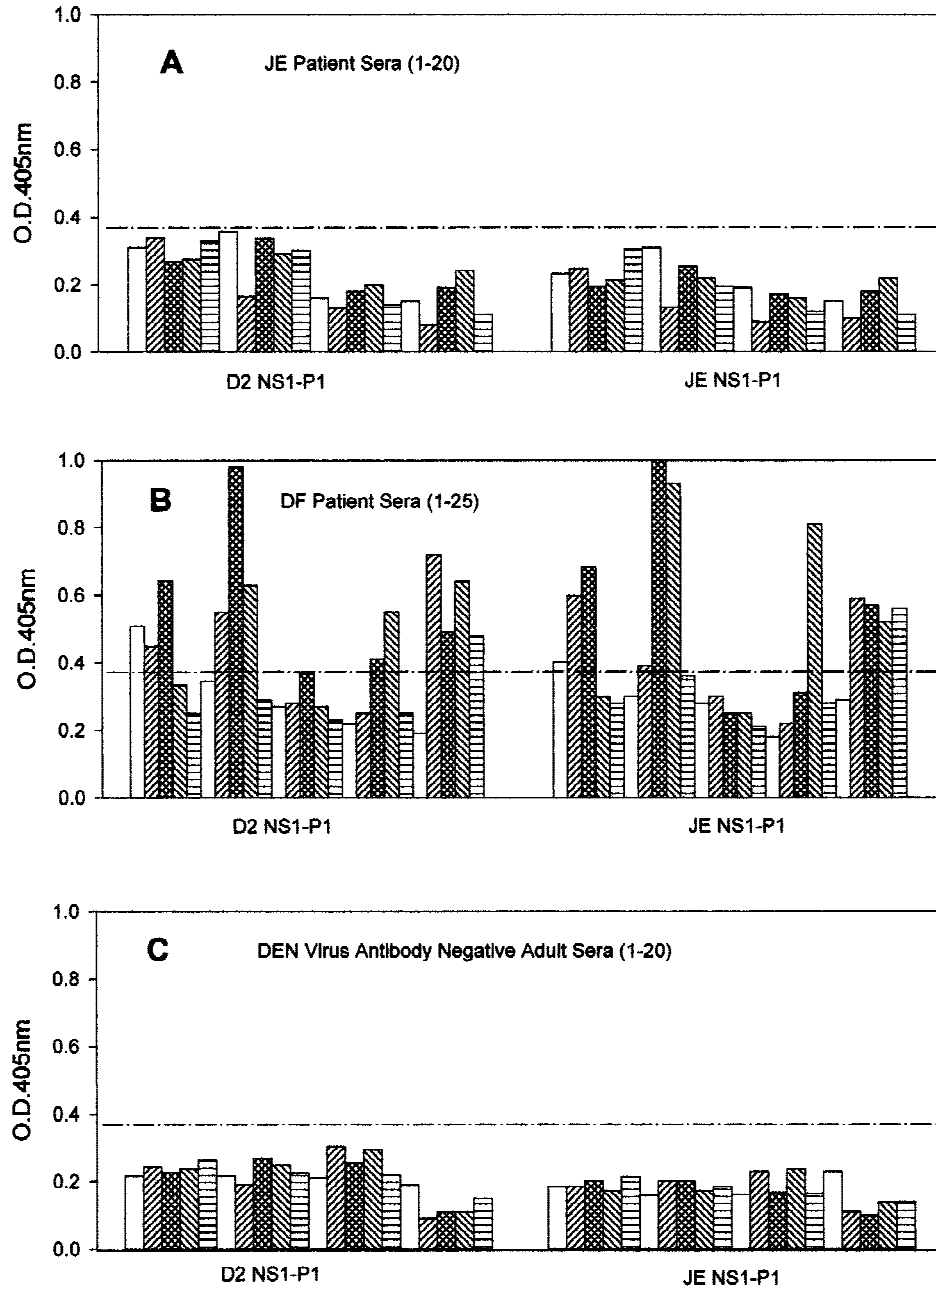 A JE Patient Sera (1-20)
O.D.405nm
1.0
0.8
0.6
0.4
0.2
0.0
D2 NS1-P1 JE NS1-P1
B DF Patient Sera (1-25)
O.D.405nm
1.0
0.8
0.6
0.4
0.2
0.0
D2 NS1-P1 JE NS1-P1
C DEN Virus Antibody Negative Adult Sera (1-20)
O.D.405nm
1.0
0.8
0.6
0.4
0.2
0.0
D2 NS1-P1 JE NS1-P1